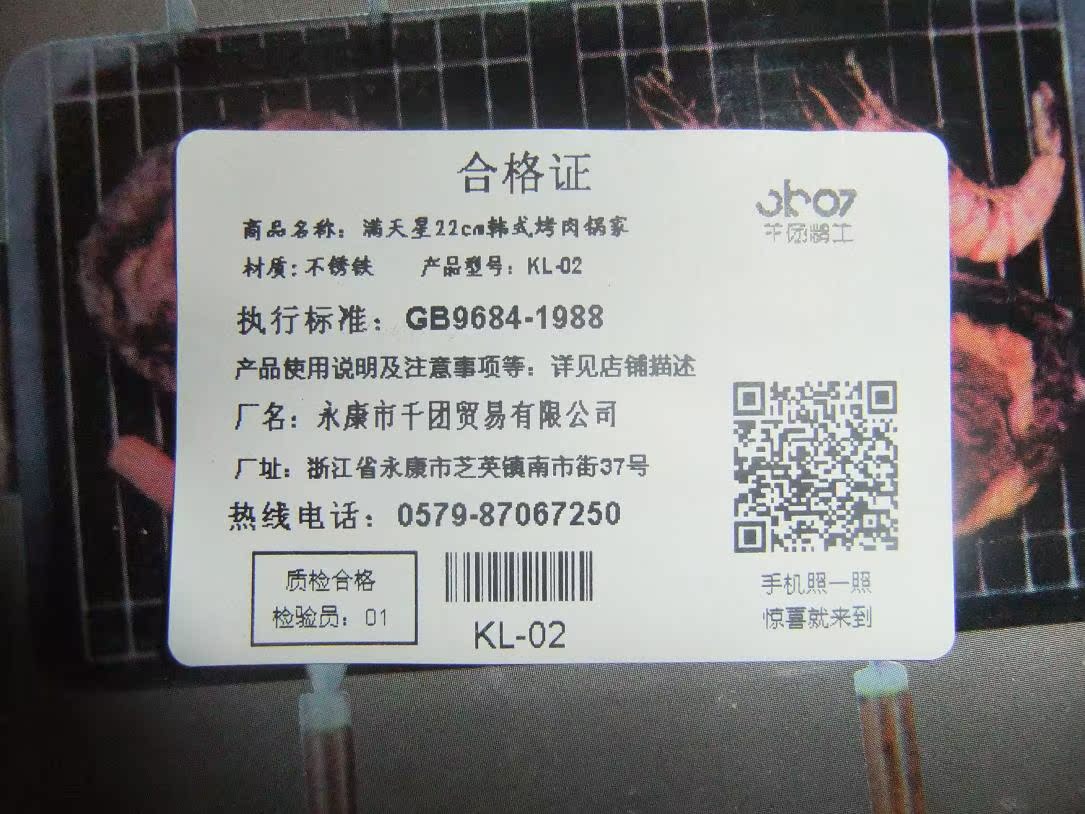 合格证
商品名称：满天星22cm韩式烤肉锅家
材质：不锈铁 产品型号：KL-02
执行标准：GB9684-1988
产品使用说明及注意事项等：详见店铺描述
厂名：永康市千团贸易有限公司
厂址：浙江省永康市芝英镇南市街37号
热线电话：0579-87067250
质检合格
检验员：01
KL-02
手机照一照
惊喜就来到